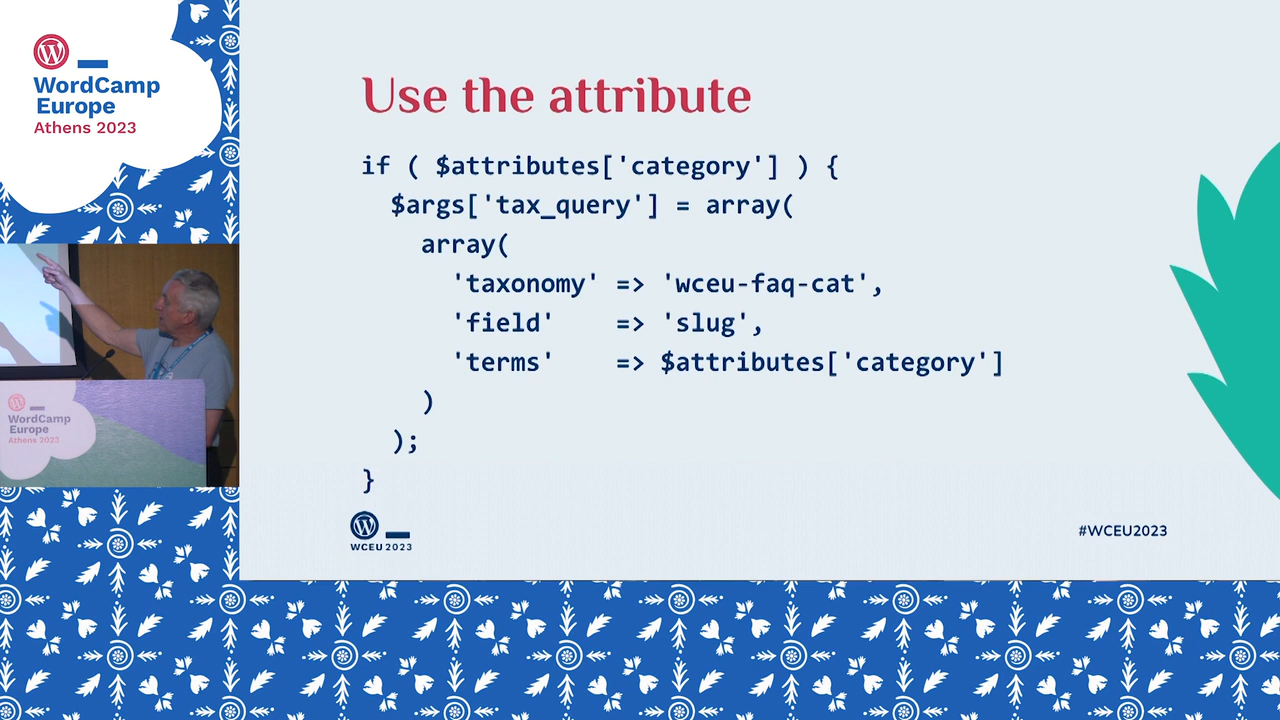 WordCamp
Europe
Athens 2023
Use the attribute
if ( $attributes['category'] ) {
  $args['tax_query'] = array(
    array(
      'taxonomy' => 'wceu-faq-cat',
      'field'    => 'slug',
      'terms'    => $attributes['category']
    )
  );
}
WCEU 2023
#WCEU2023
WordCamp
Europe
Athens 2023